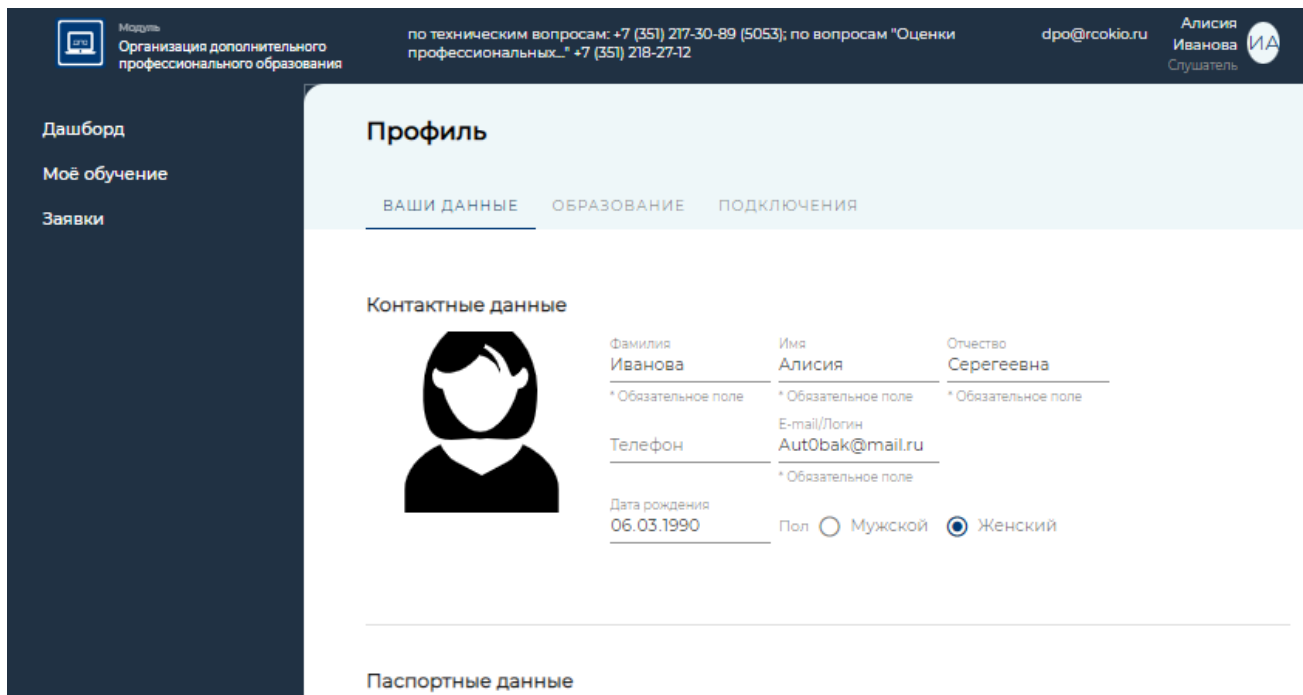 Модуль
Организация дополнительного
профессионального образования
по техническим вопросам: +7 (351) 217-30-89 (5053); по вопросам "Оценки
профессиональных..." +7 (351) 218-27-12
dpo@rcokio.ru
Алисия
Иванова
Слушатель
ИА
Дашборд
Моё обучение
Заявки
Профиль
ВАШИ ДАННЫЕ ОБРАЗОВАНИЕ ПОДКЛЮЧЕНИЯ
Контактные данные
Фамилия Имя Отчество
Иванова Алисия Серегеевна
* Обязательное поле * Обязательное поле * Обязательное поле
E-mail/Логин
Телефон Aut0bak@mail.ru
* Обязательное поле
Дата рождения
06.03.1990 Пол Мужской Женский
Паспортные данные